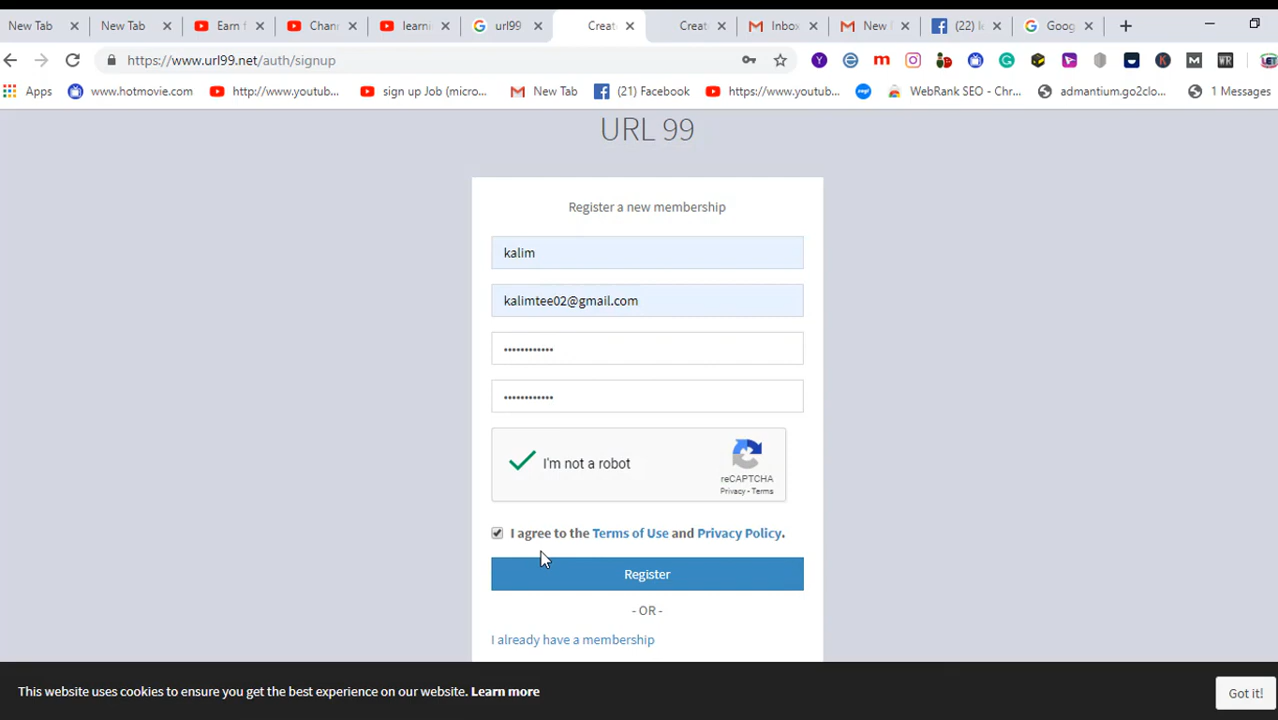 New Tab × New Tab × Earn f × Chann × learni × url99 × Creat × Creat × Inbox × New × (22) × Goog × +
https://www.url99.net/auth/signup
Apps www.hotmovie.com http://www.youtub... sign up Job (micro... New Tab (21) Facebook https://www.youtub... WebRank SEO - Chr... admantium.go2clo... 1 Messages
URL 99
Register a new membership
kalim
kalimtee02@gmail.com
••••••••••••
••••••••••••
I'm not a robot
reCAPTCHA
Privacy - Terms
I agree to the Terms of Use and Privacy Policy.
Register
- OR -
I already have a membership
This website uses cookies to ensure you get the best experience on our website. Learn more
Got it!